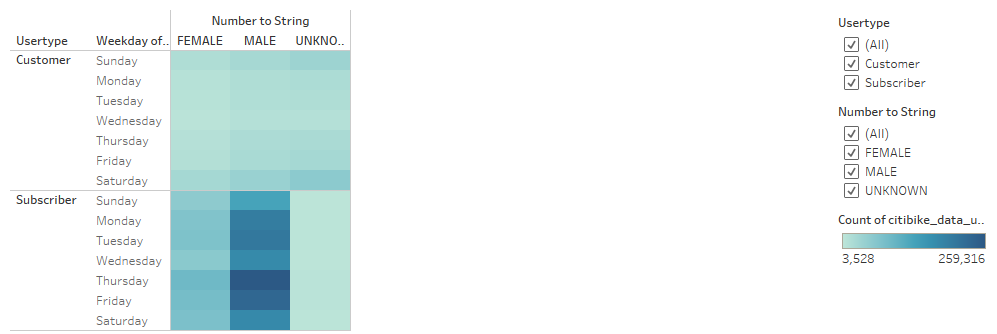 Number to String
Usertype Weekday of.. FEMALE MALE UNKNO..
Customer Sunday
Monday
Tuesday
Wednesday
Thursday
Friday
Saturday
Subscriber Sunday
Monday
Tuesday
Wednesday
Thursday
Friday
Saturday
Usertype
(All)
Customer
Subscriber
Number to String
(All)
FEMALE
MALE
UNKNOWN
Count of citibike_data_u..
3,528 259,316